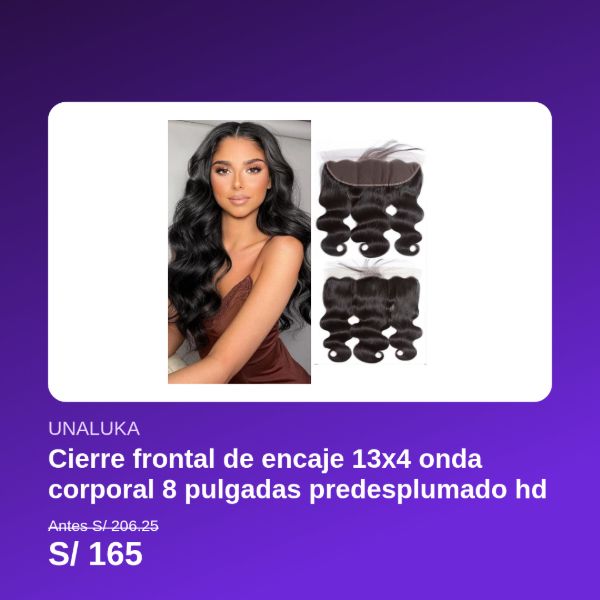 UNALUKA
Cierre frontal de encaje 13x4 onda
corporal 8 pulgadas predesplumado hd
Antes S/ 206.25
S/ 165